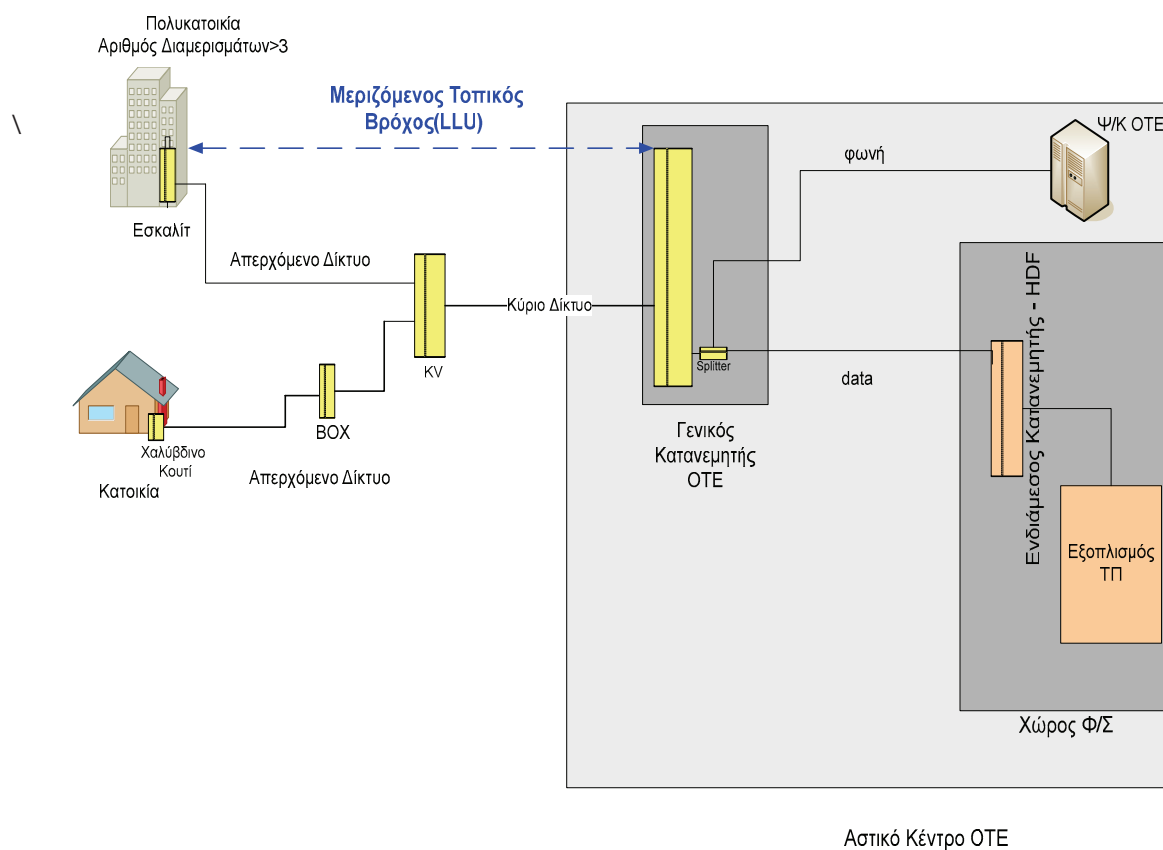 Πολυκατοικία
Αριθμός Διαμερισμάτων>3
\
Μεριζόμενος Τοπικός
Βρόχος(LLU)
Ψ/Κ ΟΤΕ
φωνή
Εσκαλίτ
Απερχόμενο Δίκτυο
Κύριο Δίκτυο
KV
Splitter
data
Ενδιάμεσος Κατανεμητής - HDF
BOX
Χαλύβδινο
Κουτί
Κατοικία
Απερχόμενο Δίκτυο
Γενικός
Κατανεμητής
ΟΤΕ
Εξοπλισμός
ΤΠ
Χώρος Φ/Σ
Αστικό Κέντρο ΟΤΕ